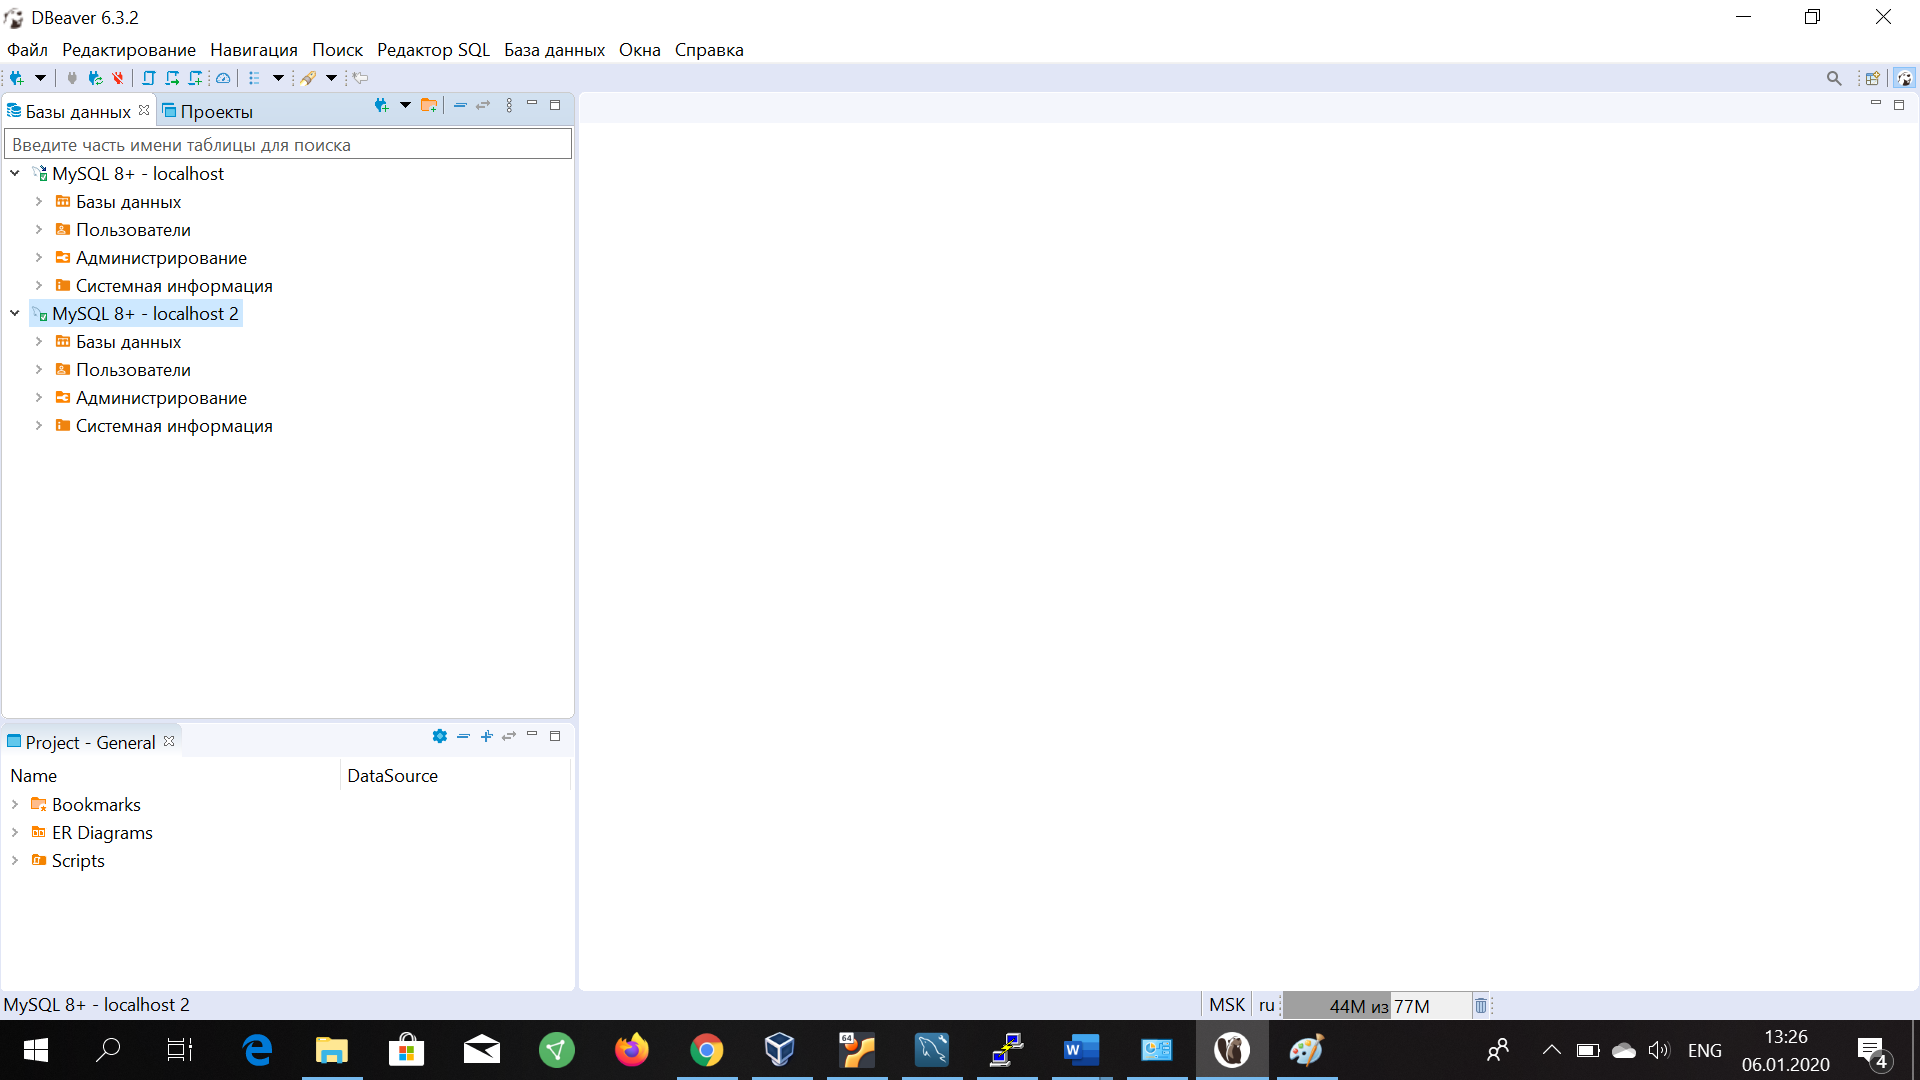 DBeaver 6.3.2
Файл Редактирование Навигация Поиск Редактор SQL База данных Окна Справка
Базы данных Проекты
Введите часть имени таблицы для поиска
MySQL 8+ - localhost
Базы данных
Пользователи
Администрирование
Системная информация
MySQL 8+ - localhost 2
Базы данных
Пользователи
Администрирование
Системная информация
Project - General
Name DataSource
Bookmarks
ER Diagrams
Scripts
MySQL 8+ - localhost 2 MSK ru 44M из 77M
64 W ENG 13:26
06.01.2020 4